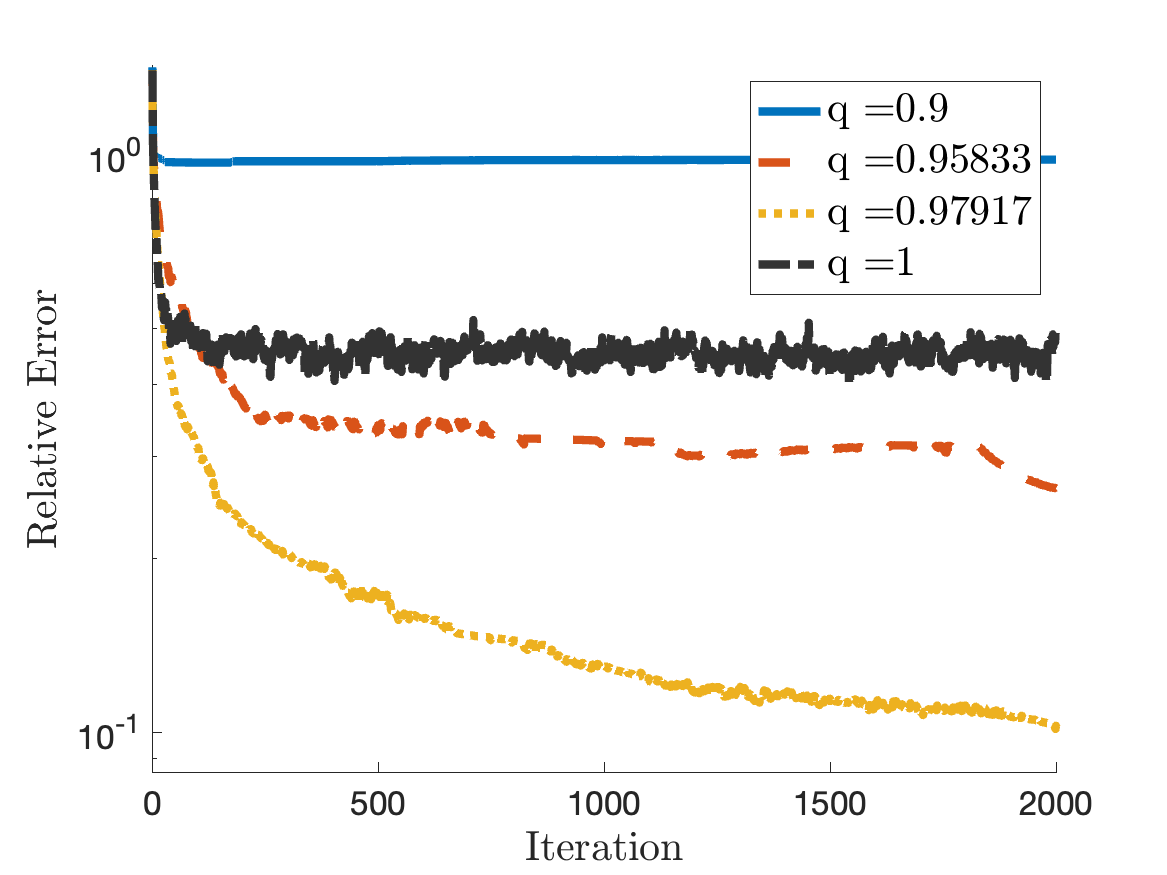 10^0
10^-1
Relative Error
q =0.9
q =0.95833
q =0.97917
q =1
0 500 1000 1500 2000
Iteration